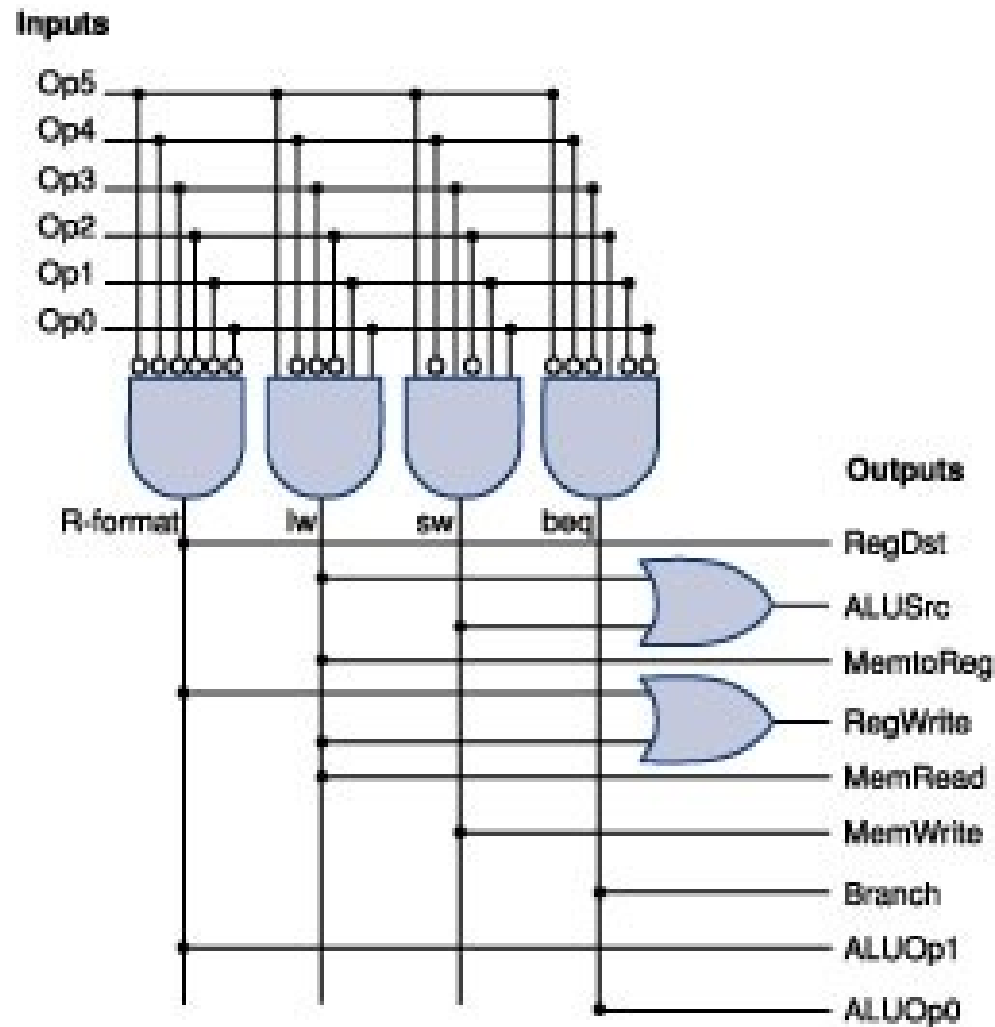 Inputs
Op5
Op4
Op3
Op2
Op1
Op0
Outputs
R-format lw sw beq
RegDst
ALUSrc
MemtoReg
RegWrite
MemRead
MemWrite
Branch
ALUOp1
ALUOp0